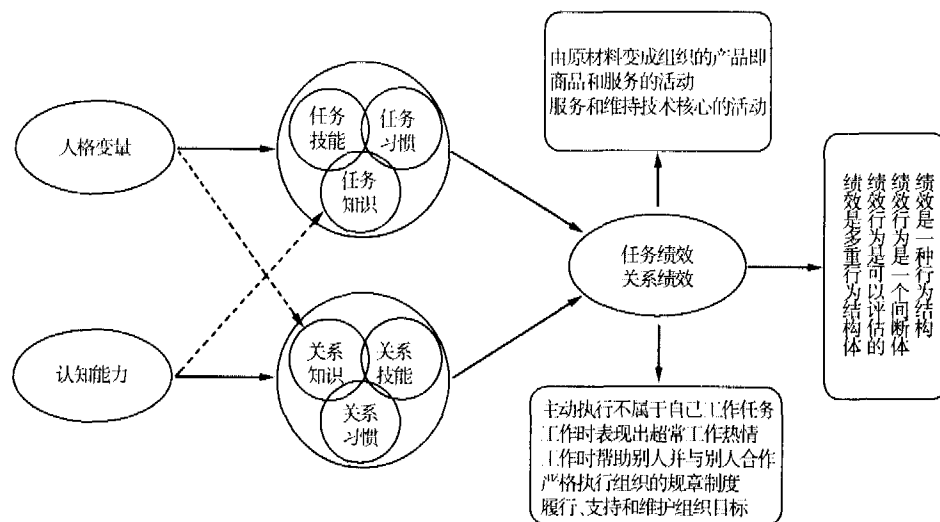 人格变量
认知能力
任务
技能
任务
习惯
任务
知识
关系
知识
关系
技能
关系
习惯
由原材料变成组织的产品即
商品和服务的活动
服务和维持技术核心的活动
任务绩效
关系绩效
主动执行不属于自己工作任务
工作时表现出超常工作热情
工作时帮助别人并与别人合作
严格执行组织的规章制度
履行、支持和维护组织目标
绩效是一种行为结构
绩效行为是一个间断体
绩效行为是可以评估的
绩效是多重行为结构体